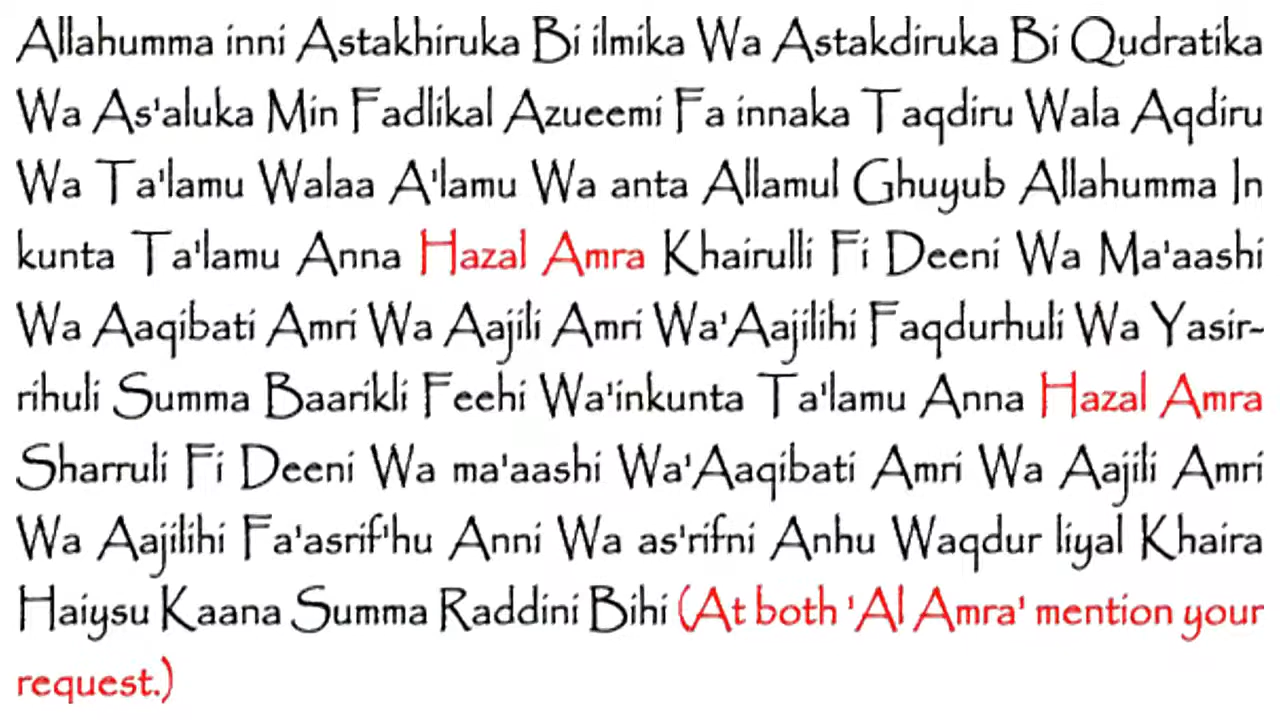 Allahumma inni Astakhiruka Bi ilmika Wa Astakdiruka Bi Qudratika
Wa As'aluka Min Fadlikal Azueemi Fa innaka Taqdiru Wala Aqdiru
Wa Ta'lamu Walaa A'lamu Wa anta Allamul Ghuyub Allahumma In
kunta Ta'lamu Anna Hazal Amra Khairulli Fi Deeni Wa Ma'aashi
Wa Aaqibati Amri Wa Aajili Amri Wa'Aajilihi Faqdurhuli Wa Yasir-
rihuli Summa Baarikli Feehi Wa'inkunta Ta'lamu Anna Hazal Amra
Sharruli Fi Deeni Wa ma'aashi Wa'Aaqibati Amri Wa Aajili Amri
Wa Aajilihi Fa'asrif'hu Anni Wa as'rifni Anhu Waqdur liyal Khaira
Haiysu Kaana Summa Raddini Bihi (At both 'Al Amra' mention your
request.)